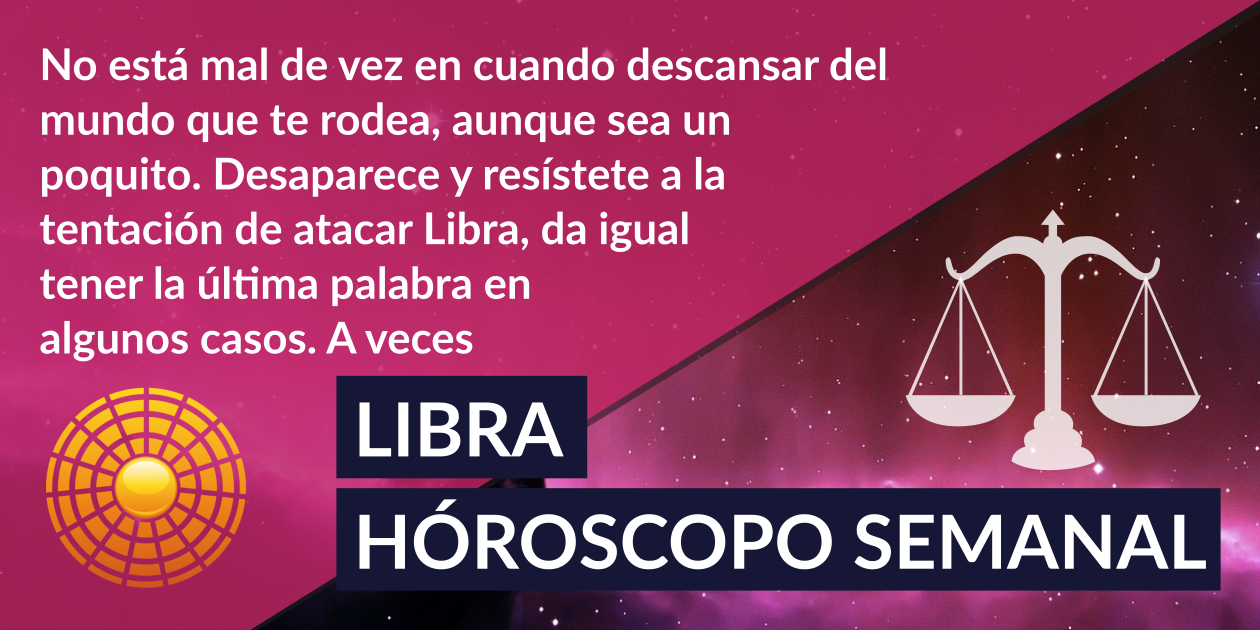 No está mal de vez en cuando descansar del
mundo que te rodea, aunque sea un
poquito. Desaparece y resístete a la
tentación de atacar Libra, da igual
tener la última palabra en
algunos casos. A veces
LIBRA
HÓROSCOPO SEMANAL